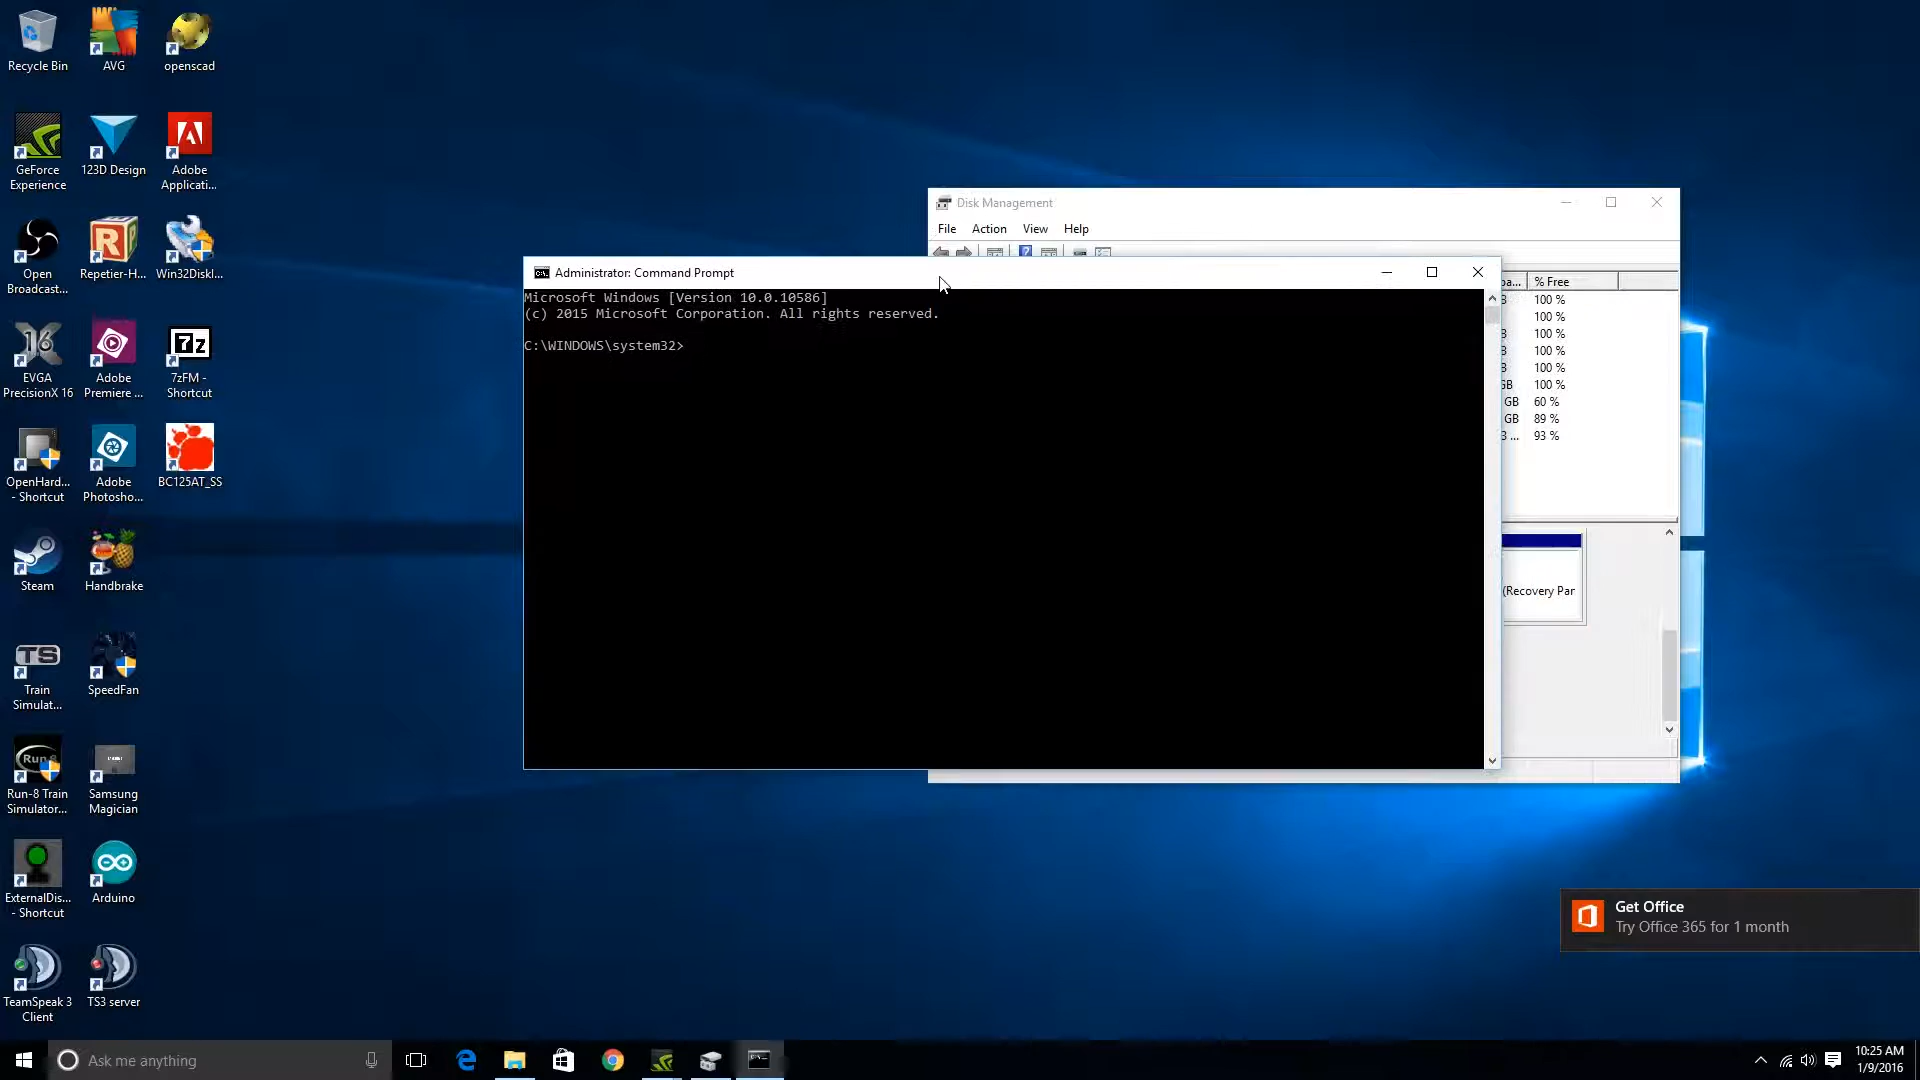 Recycle Bin
AVG
openscad
GeForce
Experience
123D Design
Adobe
Applicati...
Open
Broadcast...
Repetier-H...
Win32Diskl...
EVGA
PrecisionX 16
Adobe
Premiere ...
7zFM -
Shortcut
OpenHard...
- Shortcut
Adobe
Photosho...
BC125AT_SS
Steam
Handbrake
Train
Simulat...
SpeedFan
Run-8 Train
Simulator...
Samsung
Magician
ExternalDis...
- Shortcut
Arduino
TeamSpeak 3
Client
TS3 server
Disk Management
File Action View Help
% Free
100 %
100 %
100 %
100 %
100 %
GB 100 %
GB 60 %
GB 89 %
93 %
(Recovery Par
Administrator: Command Prompt
Microsoft Windows [Version 10.0.10586]
(c) 2015 Microsoft Corporation. All rights reserved.
C:\WINDOWS\system32>
Get Office
Try Office 365 for 1 month
Ask me anything
10:25 AM
1/9/2016